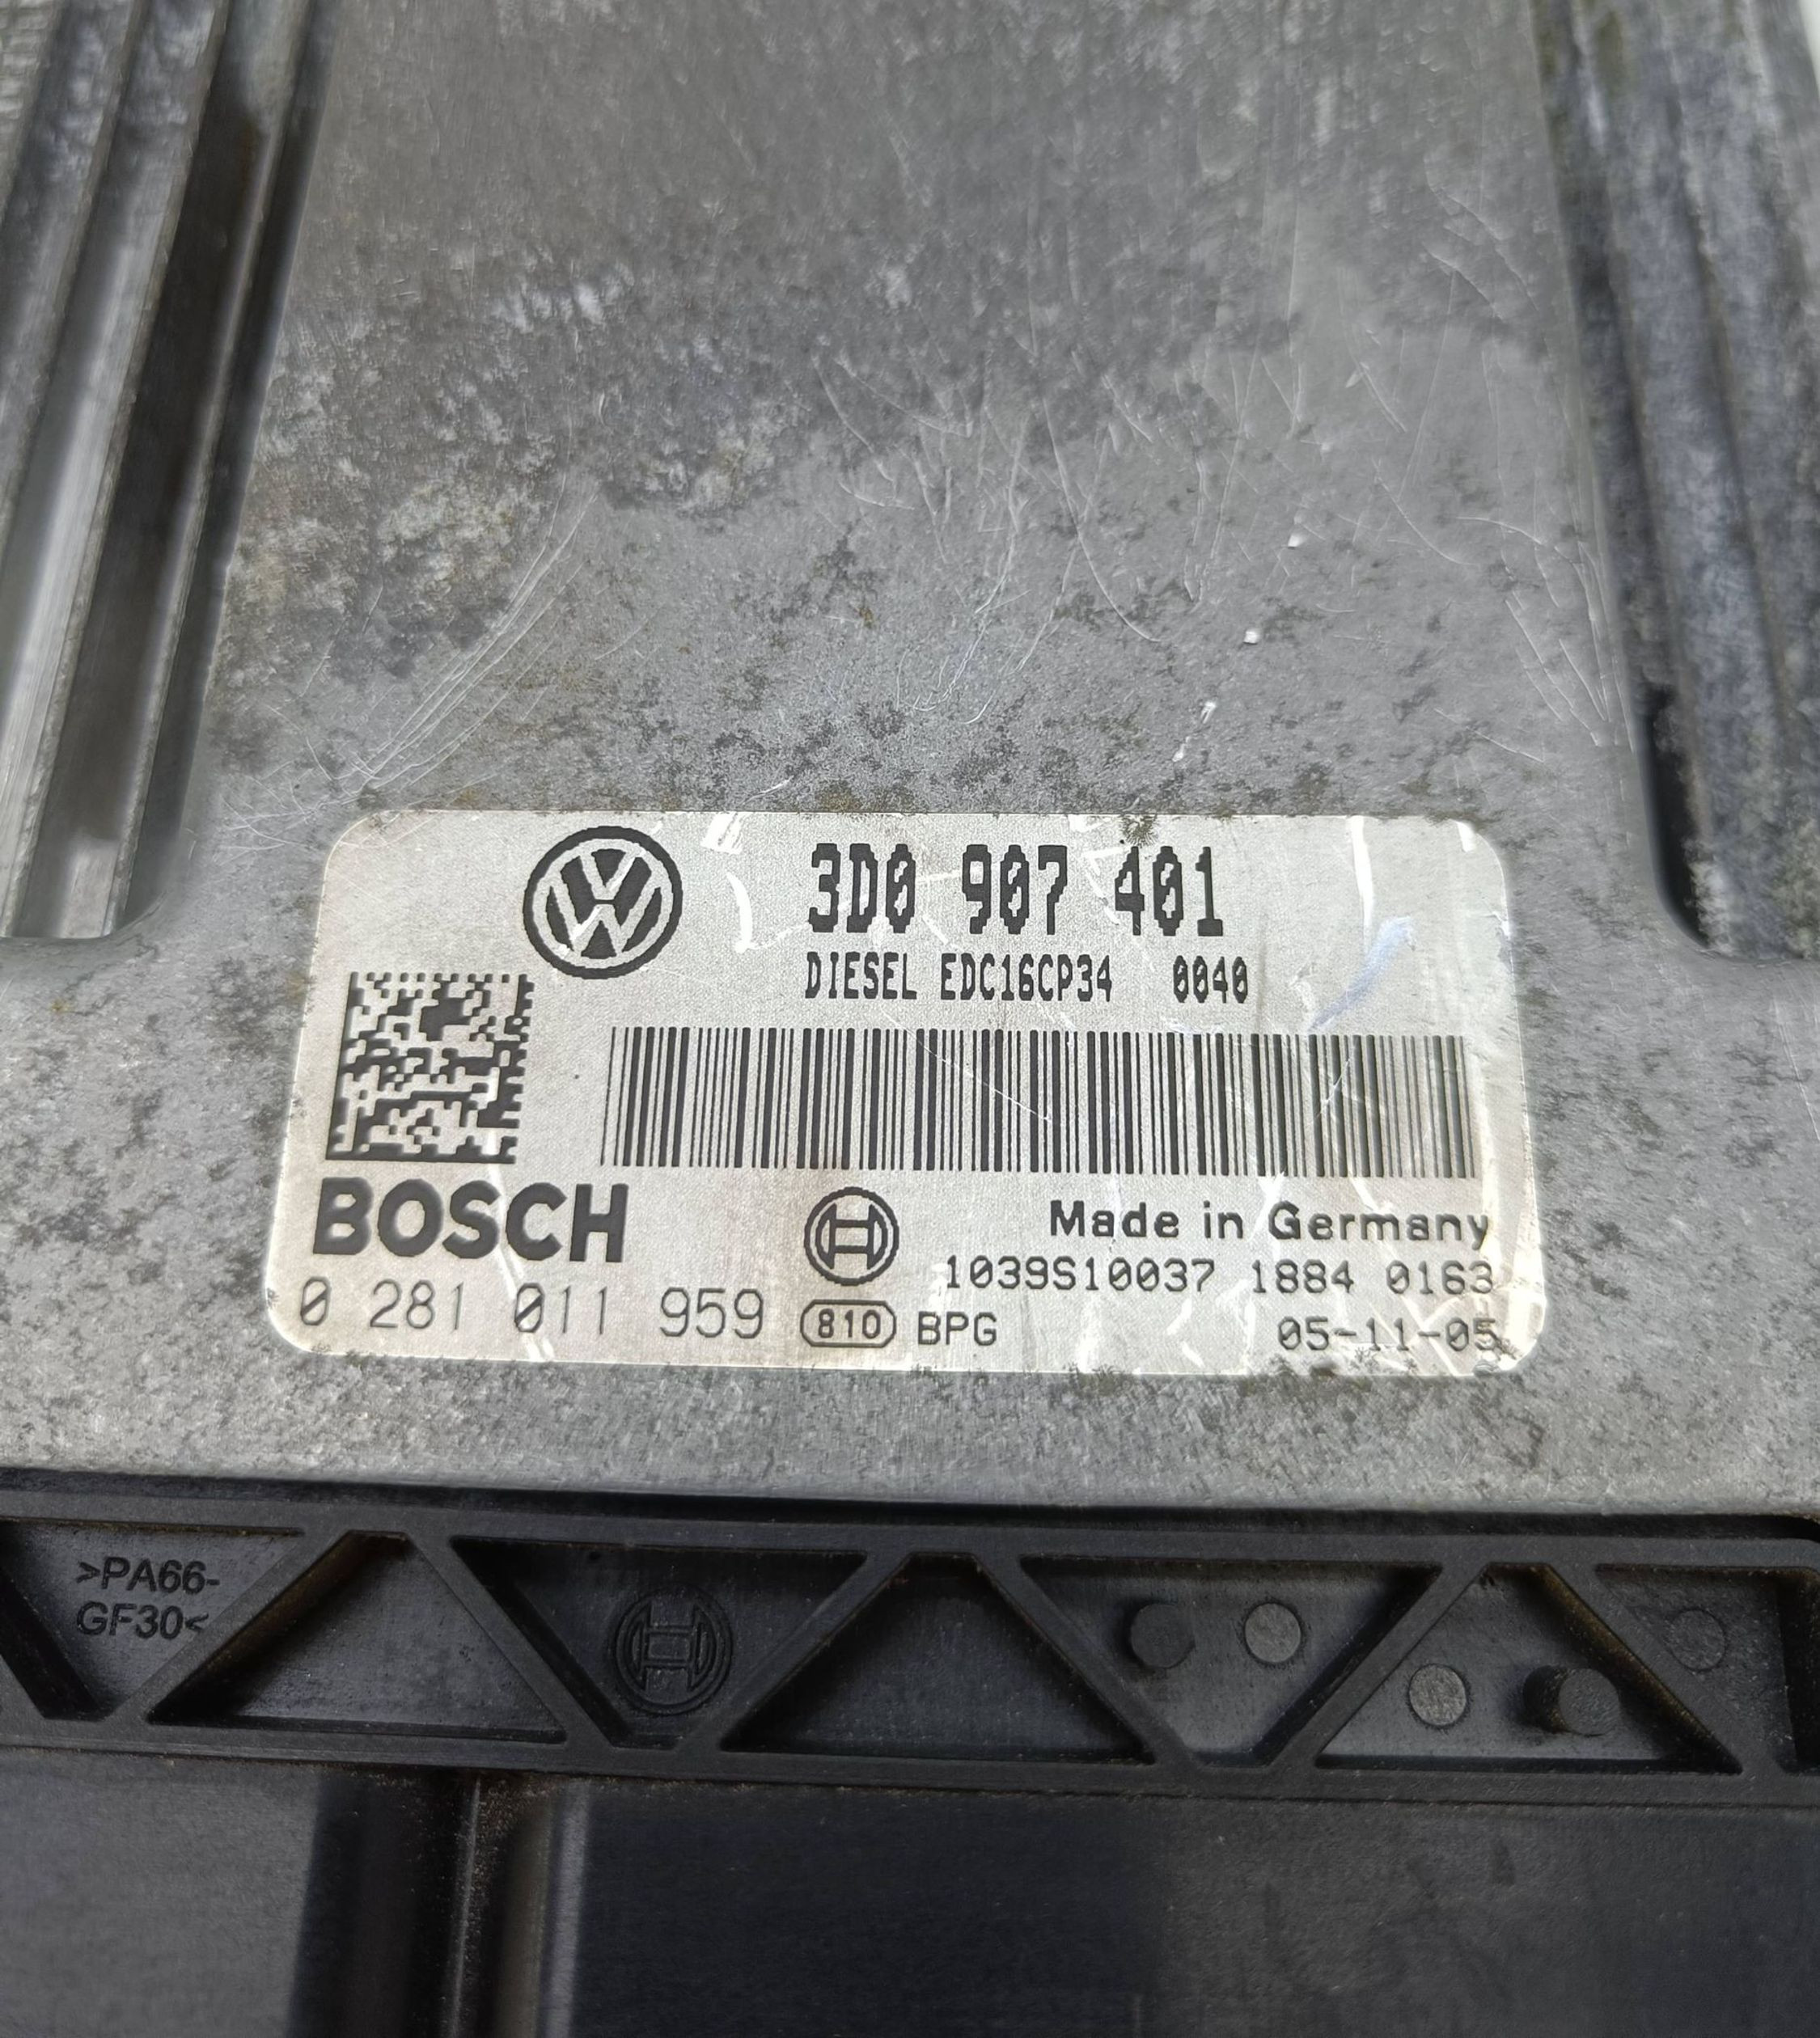 3D0 907 401
DIESEL EDC16CP34 0040
BOSCH
Made in Germany
1039S10037 1884 0163
0 281 011 959
810 BPG
05-11-05
>PA66-
GF30<